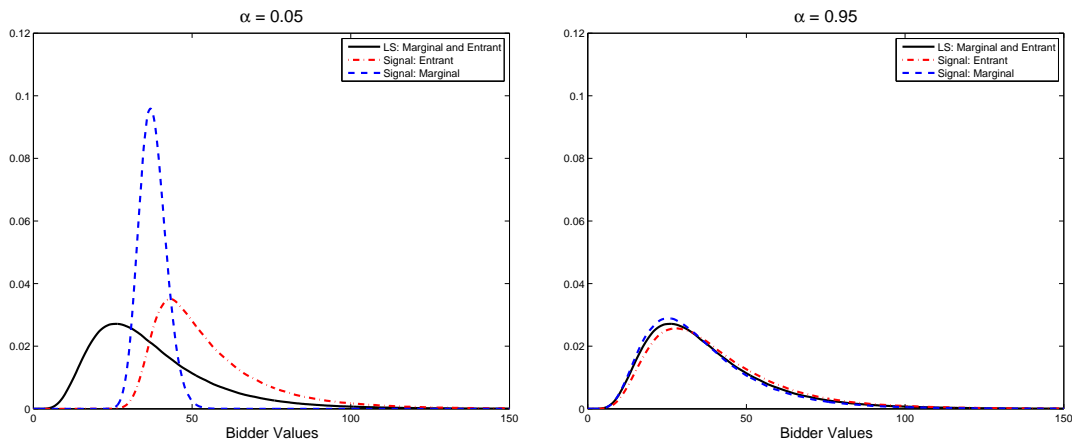 α = 0.05
0.12
0.1
0.08
0.06
0.04
0.02
0
0
50
100
150
Bidder Values
LS: Marginal and Entrant
Signal: Entrant
Signal: Marginal
α = 0.95
0.12
0.1
0.08
0.06
0.04
0.02
0
0
50
100
150
Bidder Values
LS: Marginal and Entrant
Signal: Entrant
Signal: Marginal